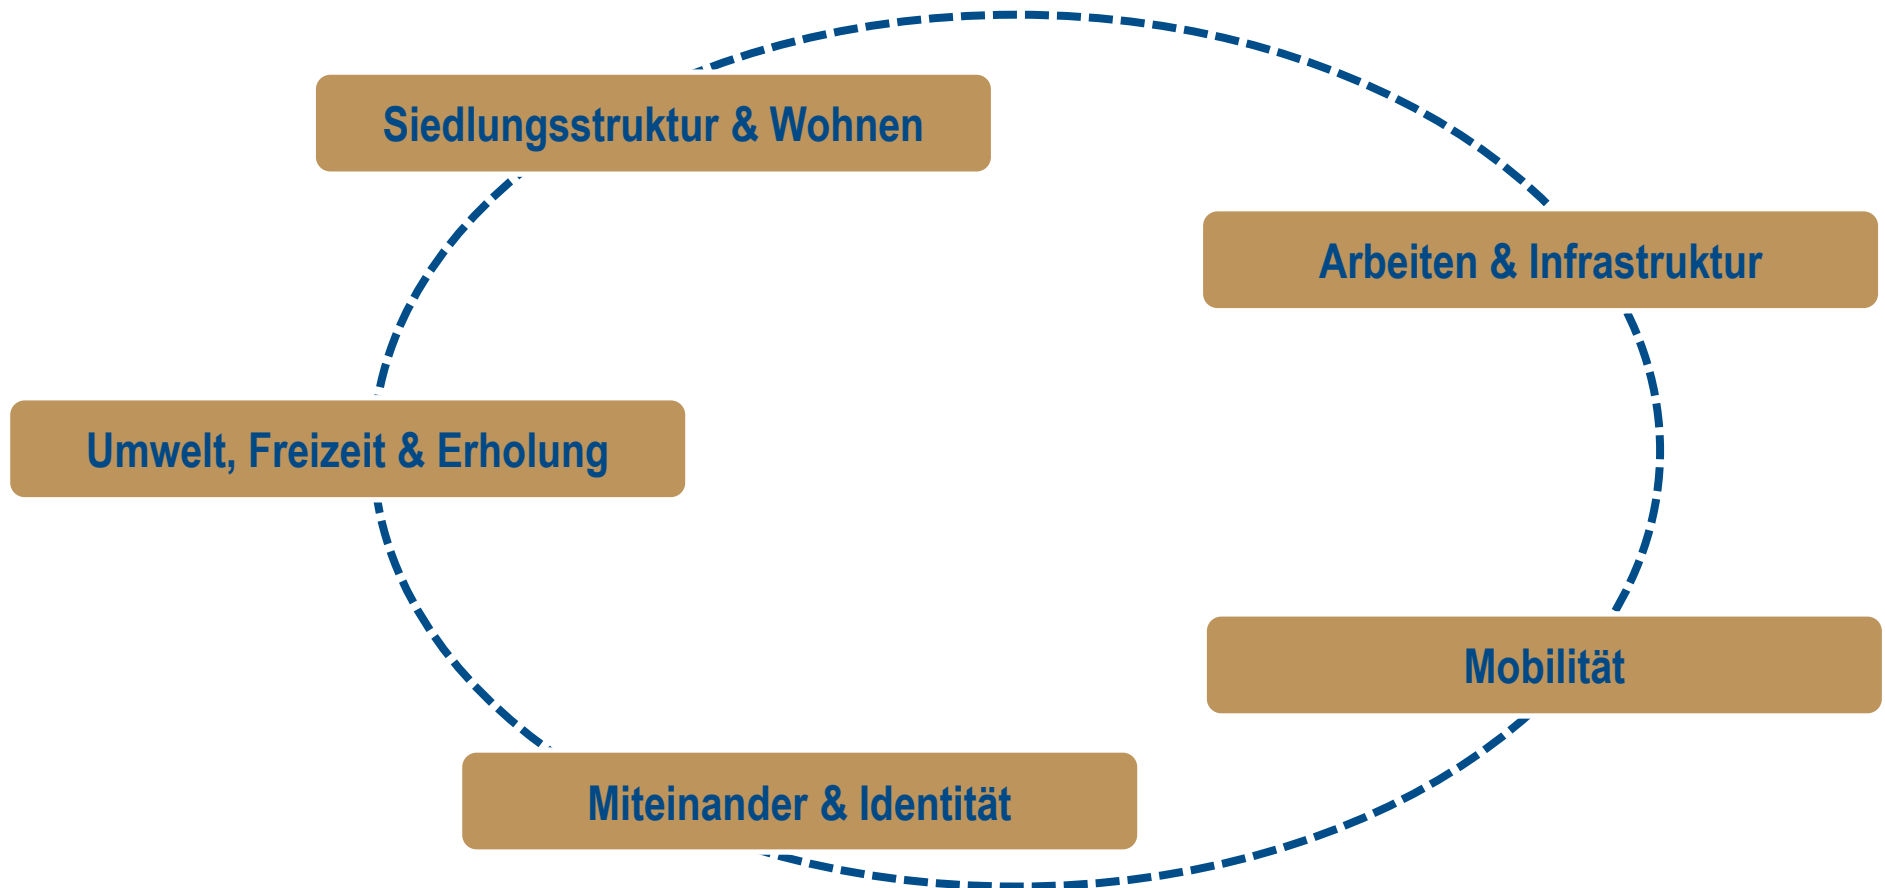 Siedlungsstruktur & Wohnen
Arbeiten & Infrastruktur
Umwelt, Freizeit & Erholung
Mobilität
Miteinander & Identität